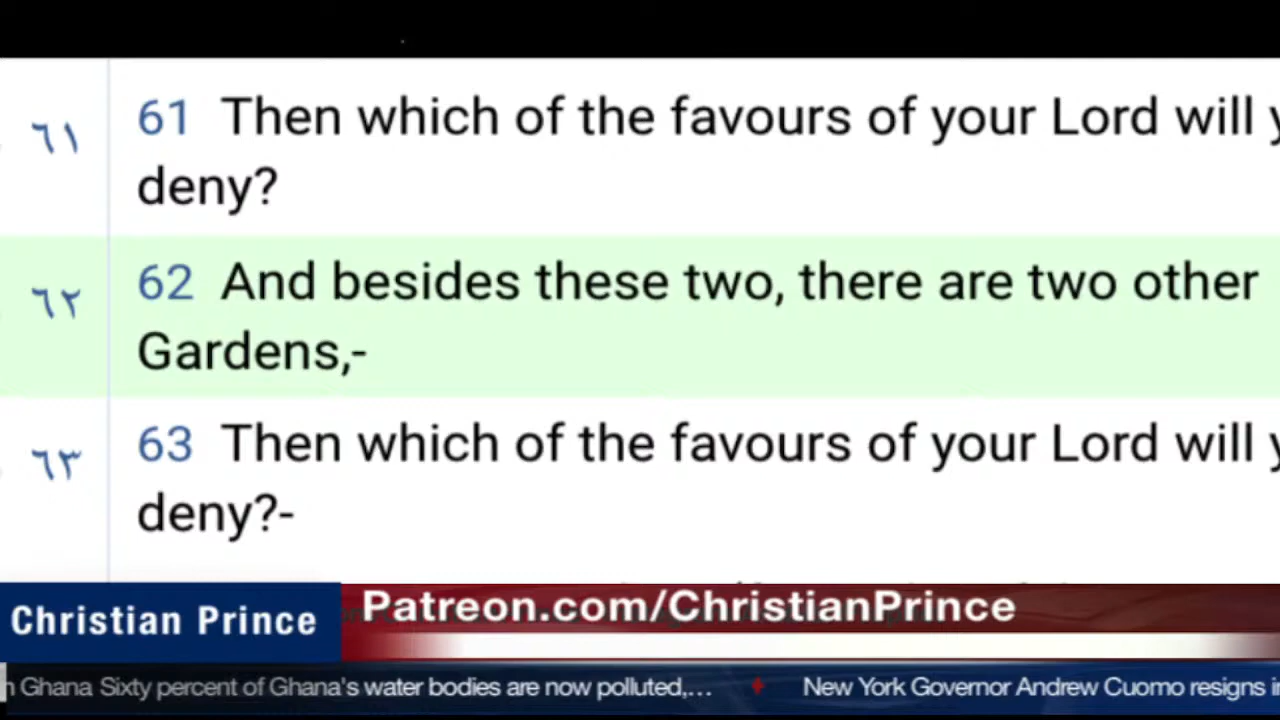 ٦١ 61 Then which of the favours of your Lord will y
deny?
٦٢ 62 And besides these two, there are two other
Gardens,-
٦٣ 63 Then which of the favours of your Lord will y
deny?-
Christian Prince Patreon.com/ChristianPrince
n Ghana Sixty percent of Ghana's water bodies are now polluted,... ♦ New York Governor Andrew Cuomo resigns i